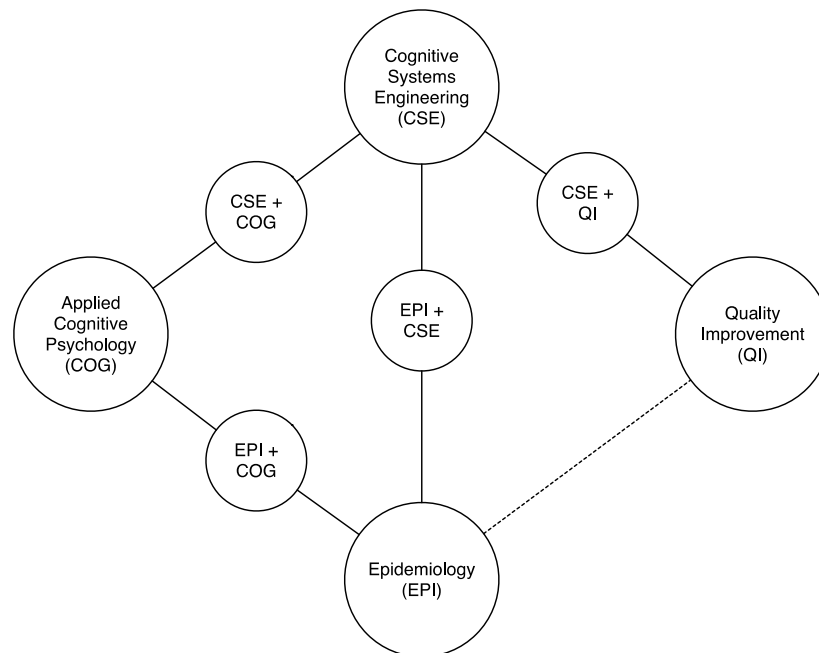 Cognitive
Systems
Engineering
(CSE)
CSE +
COG
CSE +
QI
Applied
Cognitive
Psychology
(COG)
EPI +
CSE
Quality
Improvement
(QI)
EPI +
COG
Epidemiology
(EPI)